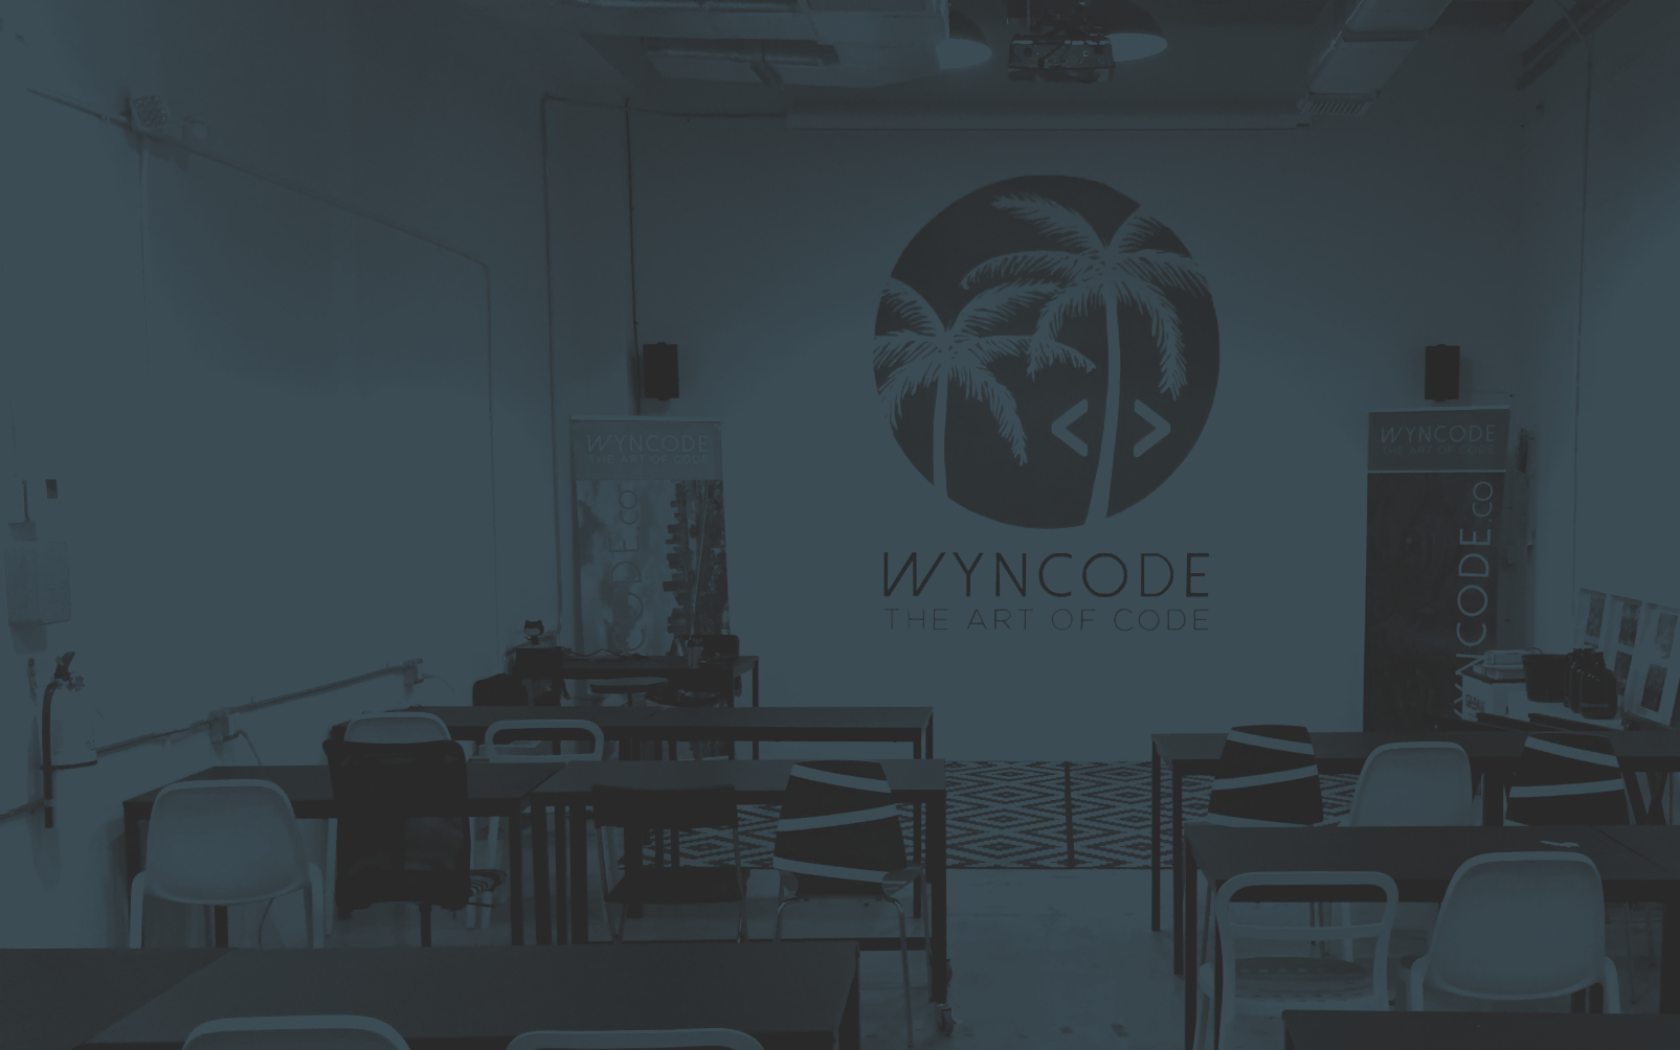 WYNCODE
THE ART OF CODE
WYNCODE
THE ART OF CODE
CODE.co
< >
WYNCODE
THE ART OF CODE
WYNCODE.co